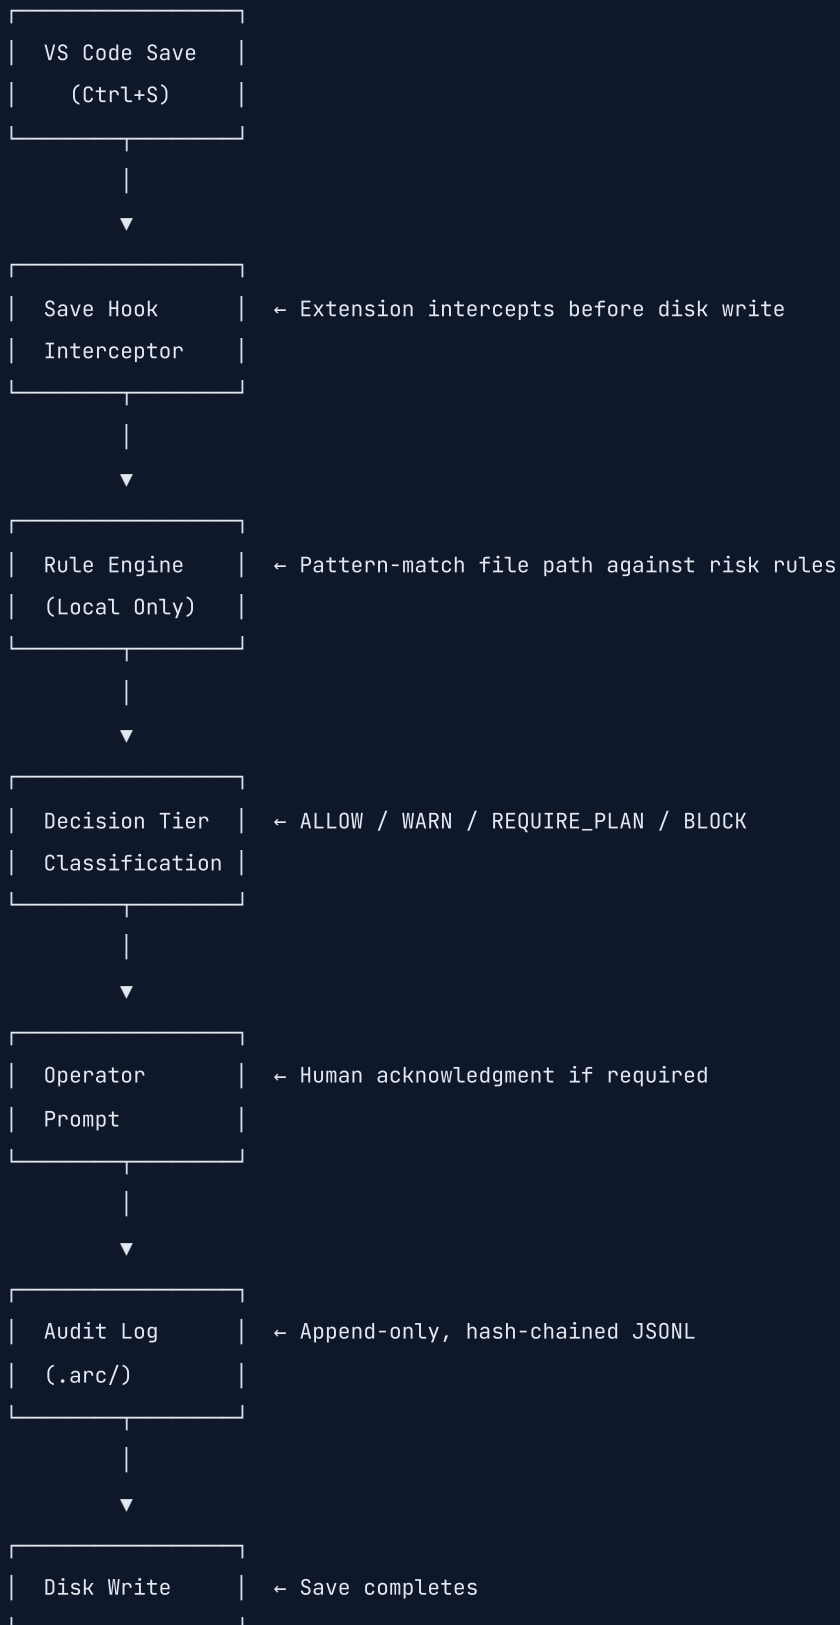 VS Code Save
(Ctrl+S)
▼
Save Hook ← Extension intercepts before disk write
Interceptor
▼
Rule Engine ← Pattern-match file path against risk rules
(Local Only)
▼
Decision Tier ← ALLOW / WARN / REQUIRE_PLAN / BLOCK
Classification
▼
Operator ← Human acknowledgment if required
Prompt
▼
Audit Log ← Append-only, hash-chained JSONL
(.arc/)
▼
Disk Write ← Save completes